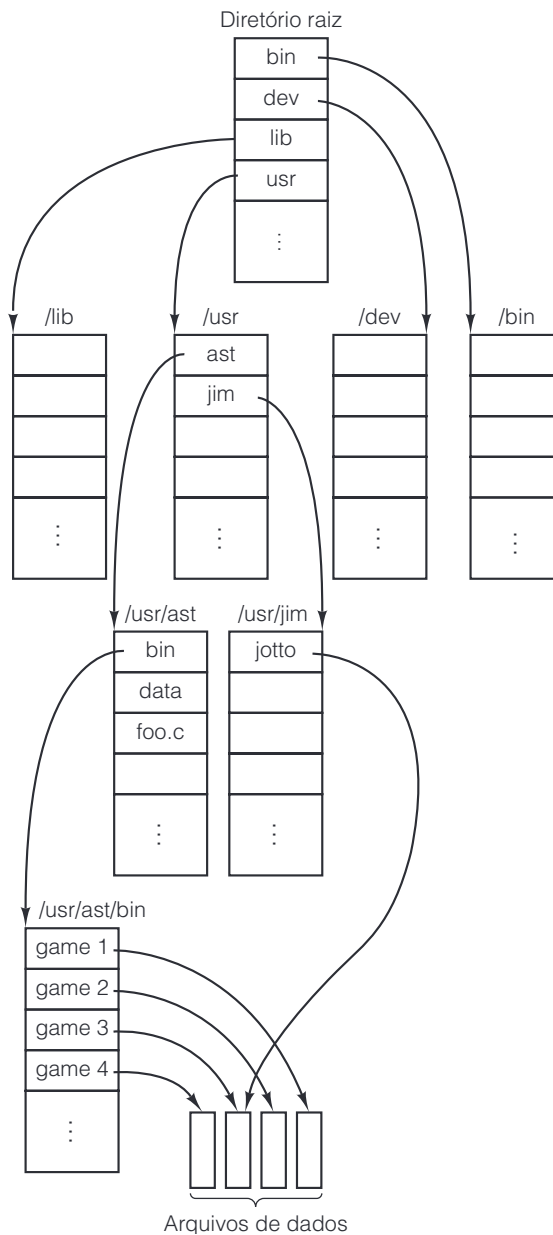 Diretório raiz
bin
dev
lib
usr
⋮
/lib
/usr
/dev
/bin
ast
jim
⋮
⋮
⋮
⋮
/usr/ast
/usr/jim
bin
jotto
data
foo.c
⋮
⋮
/usr/ast/bin
game 1
game 2
game 3
game 4
⋮
Arquivos de dados